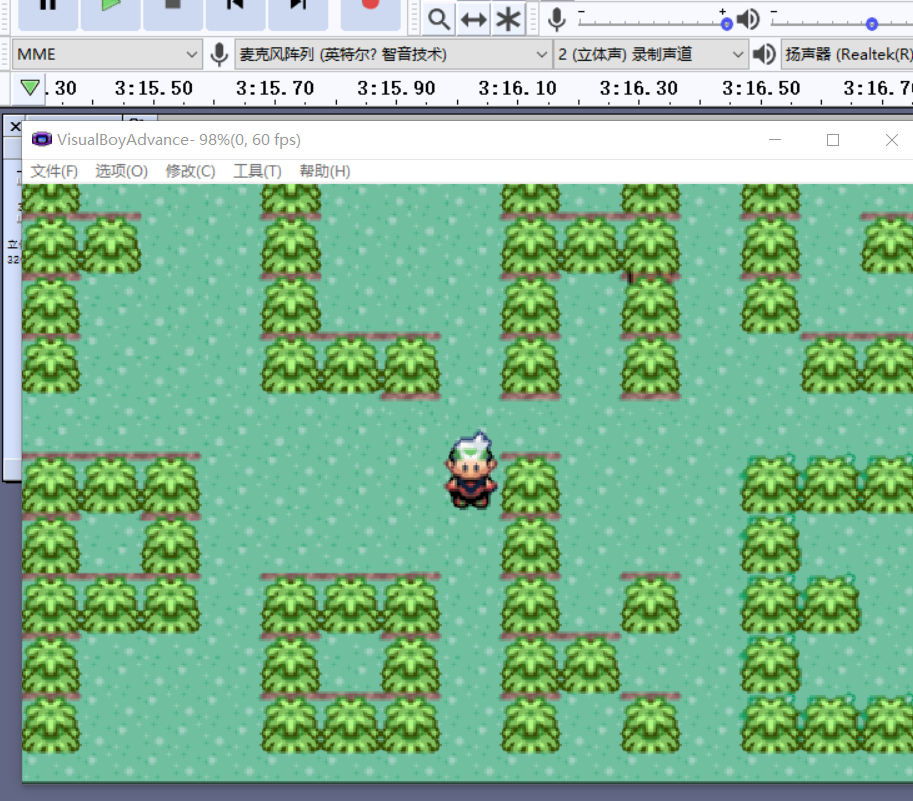 MME 麦克风阵列 (英特尔? 智音技术) 2 (立体声) 录制声道 扬声器 (Realtek(R)
.30 3:15.50 3:15.70 3:15.90 3:16.10 3:16.30 3:16.50 3:16.70
VisualBoyAdvance- 98%(0, 60 fps)
文件(F) 选项(O) 修改(C) 工具(T) 帮助(H)
POKE